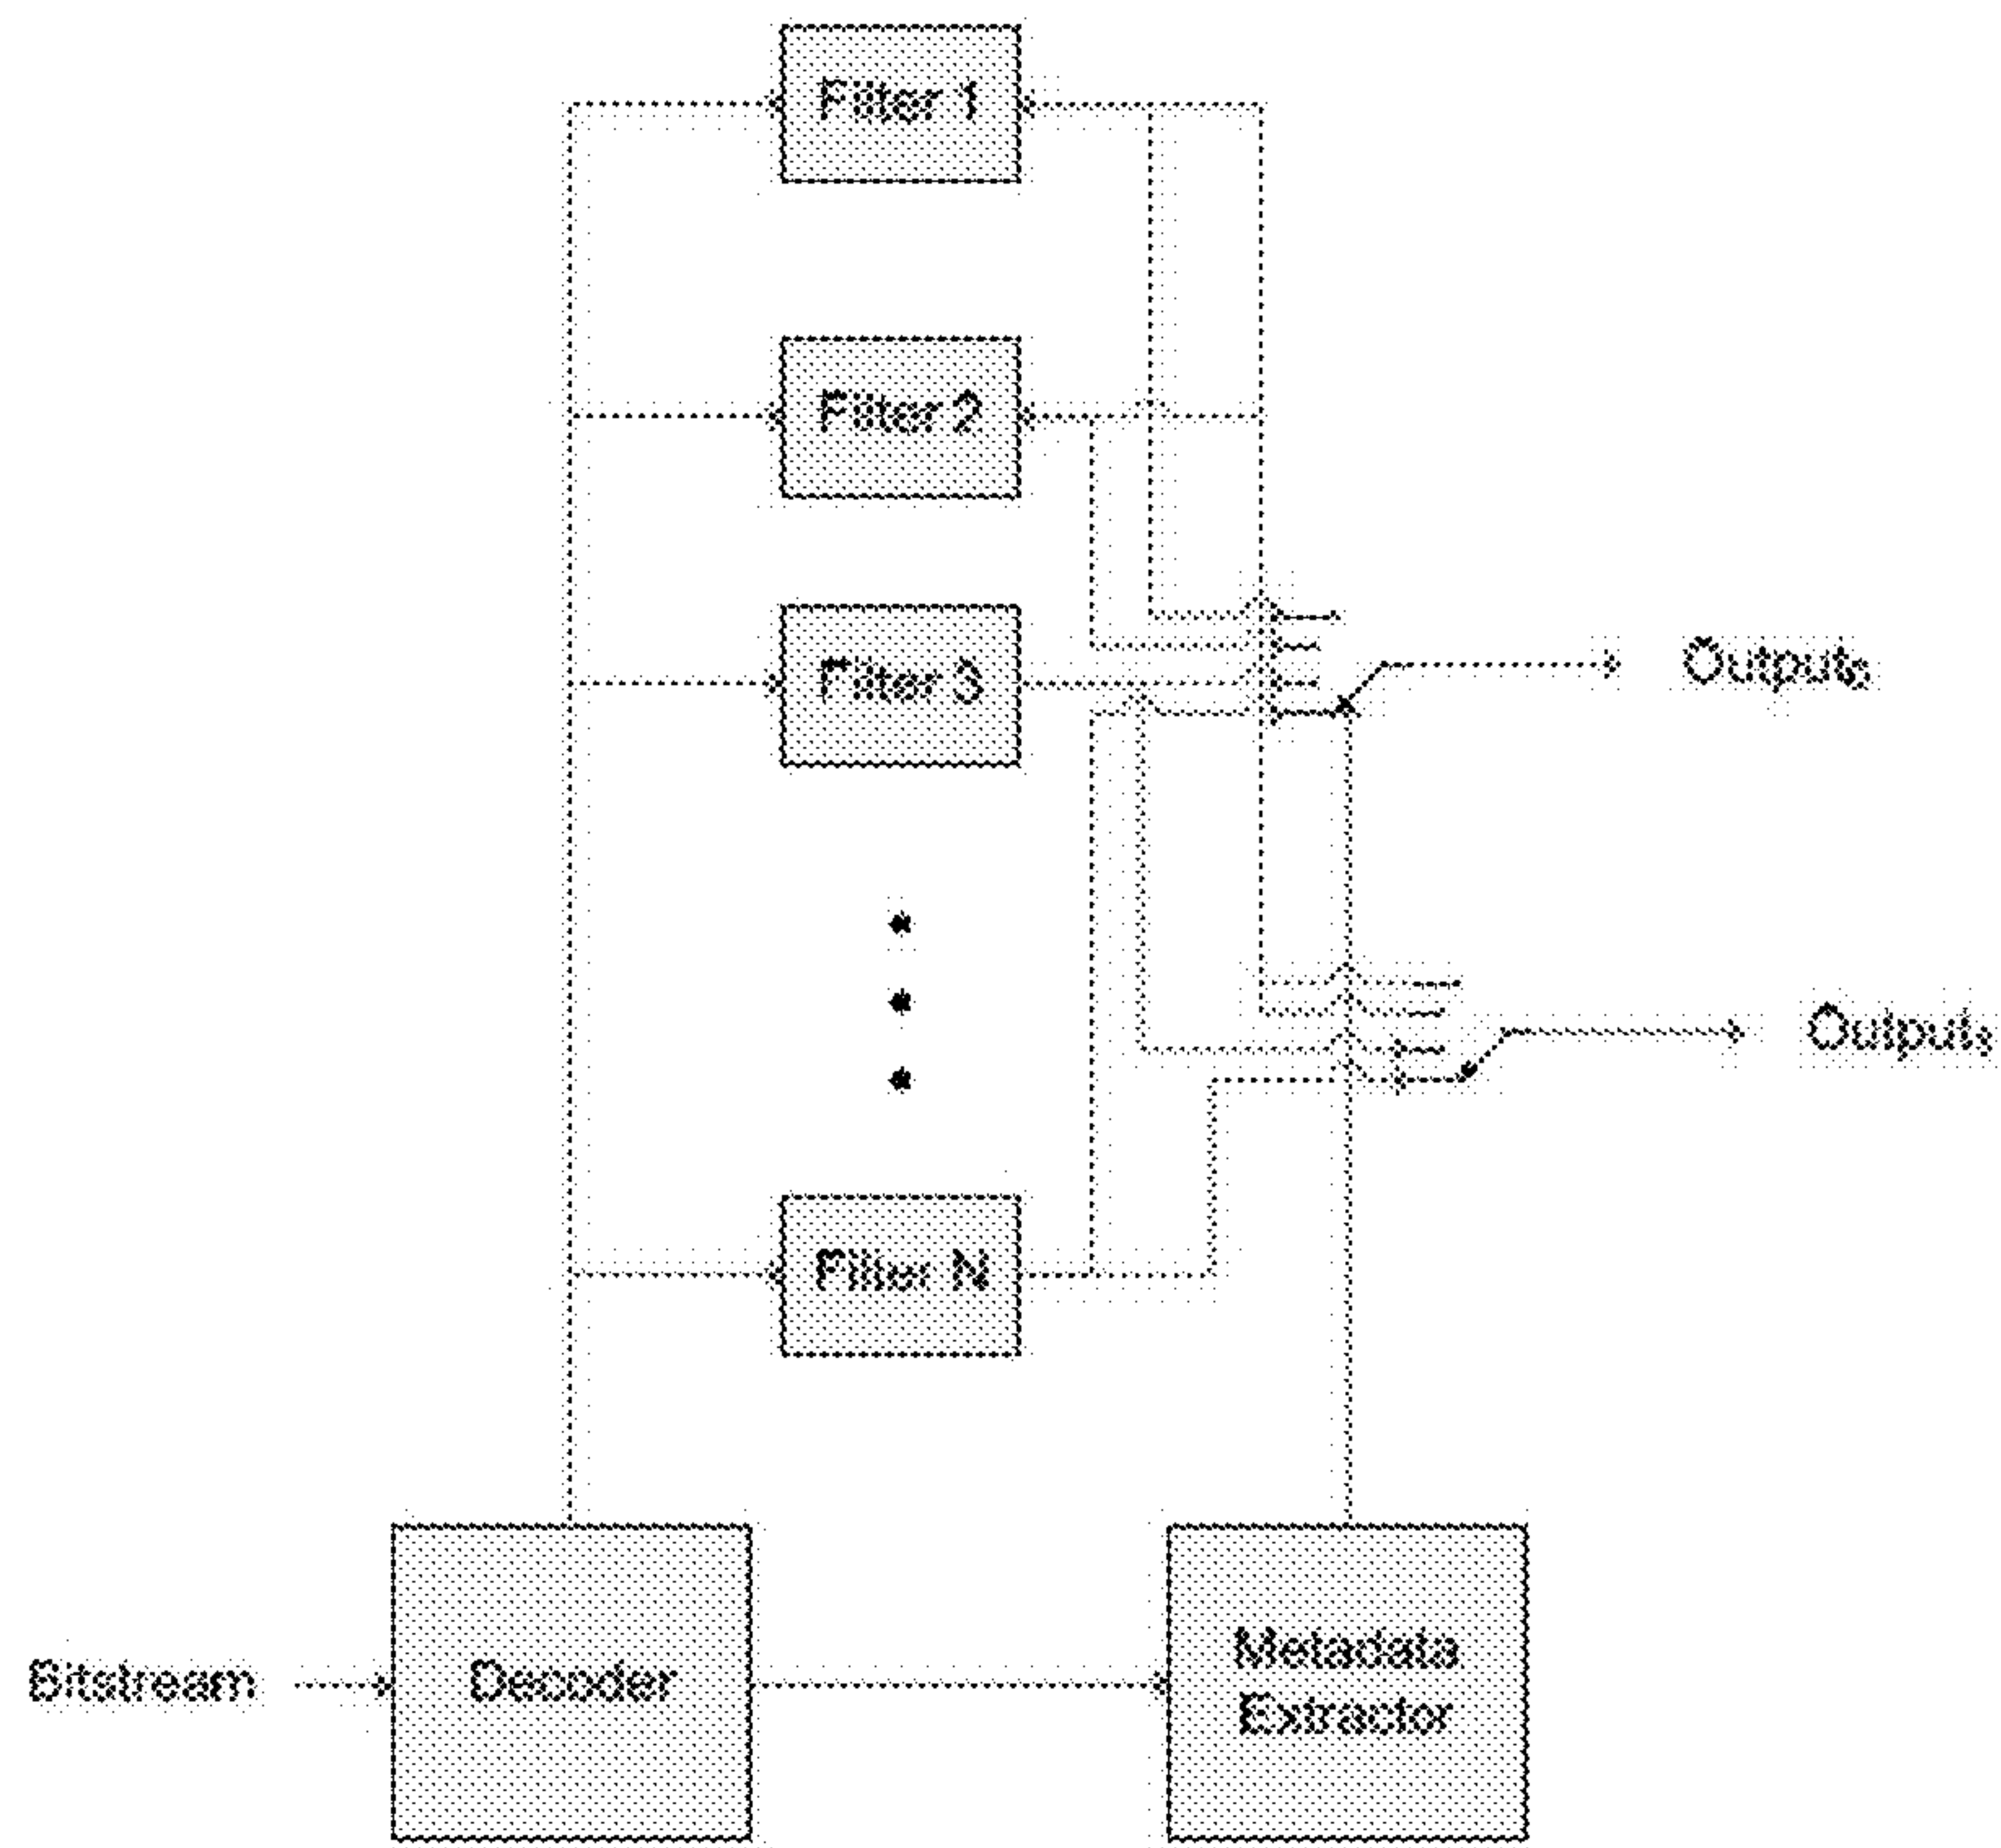 Filter 1
Filter 2
Filter 3
Outputs
Outputs
Filter N
Bitstream
Decoder
Metadata
Extractor